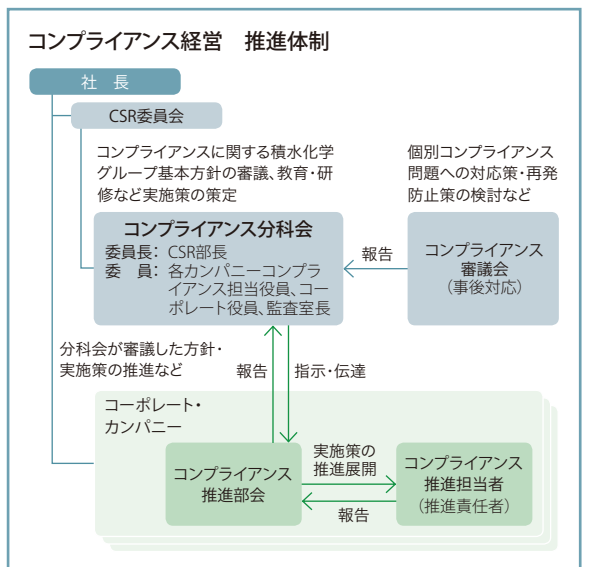 コンプライアンス経営　推進体制
社　長
CSR委員会
コンプライアンスに関する積水化学
グループ基本方針の審議、教育・研
修など実施策の策定
個別コンプライアンス
問題への対応策・再発
防止策の検討など
コンプライアンス分科会
委員長： CSR部長
委　員： 各カンパニーコンプラ
イアンス担当役員、コー
ポレート役員、監査室長
報告
コンプライアンス
審議会
（事後対応）
分科会が審議した方針・
実施策の推進など
報告
指示・伝達
コーポレート・
カンパニー
コンプライアンス
推進部会
実施策の
推進展開
報告
コンプライアンス
推進担当者
（推進責任者）